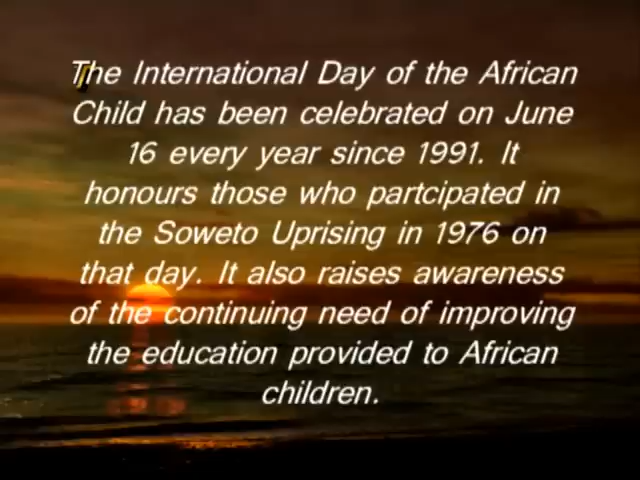 The International Day of the African
Child has been celebrated on June
16 every year since 1991. It
honours those who partcipated in
the Soweto Uprising in 1976 on
that day. It also raises awareness
of the continuing need of improving
the education provided to African
children.